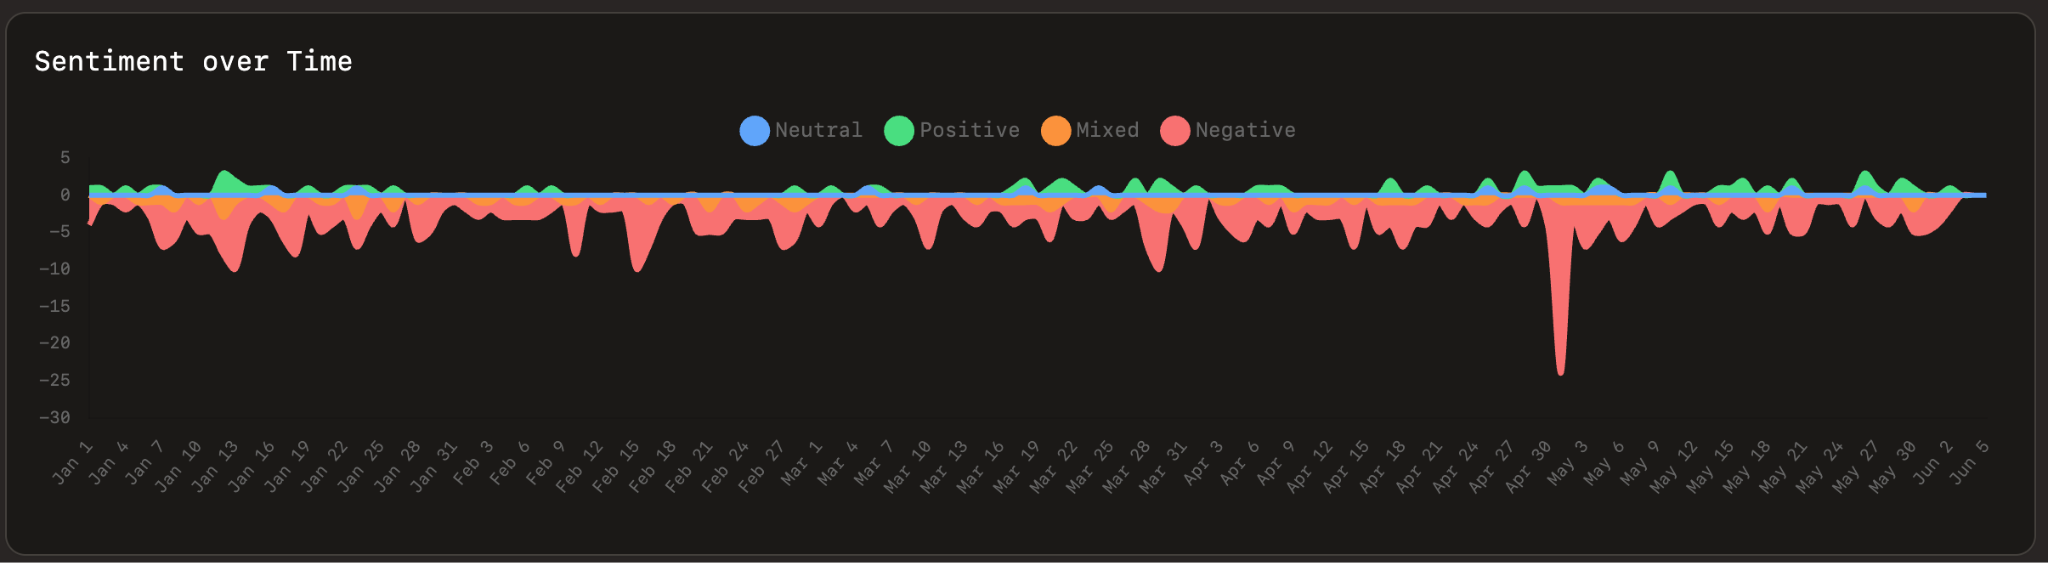 Sentiment over Time
Neutral Positive Mixed Negative
5
0
−5
−10
−15
−20
−25
−30
Jan 1 Jan 4 Jan 7 Jan 10 Jan 13 Jan 16 Jan 19 Jan 22 Jan 25 Jan 28 Jan 31 Feb 3 Feb 6 Feb 9 Feb 12 Feb 15 Feb 18 Feb 21 Feb 24 Feb 27 Mar 1 Mar 4 Mar 7 Mar 10 Mar 13 Mar 16 Mar 19 Mar 22 Mar 25 Mar 28 Mar 31 Apr 3 Apr 6 Apr 9 Apr 12 Apr 15 Apr 18 Apr 21 Apr 24 Apr 27 Apr 30 May 3 May 6 May 9 May 12 May 15 May 18 May 21 May 24 May 27 May 30 Jun 2 Jun 5